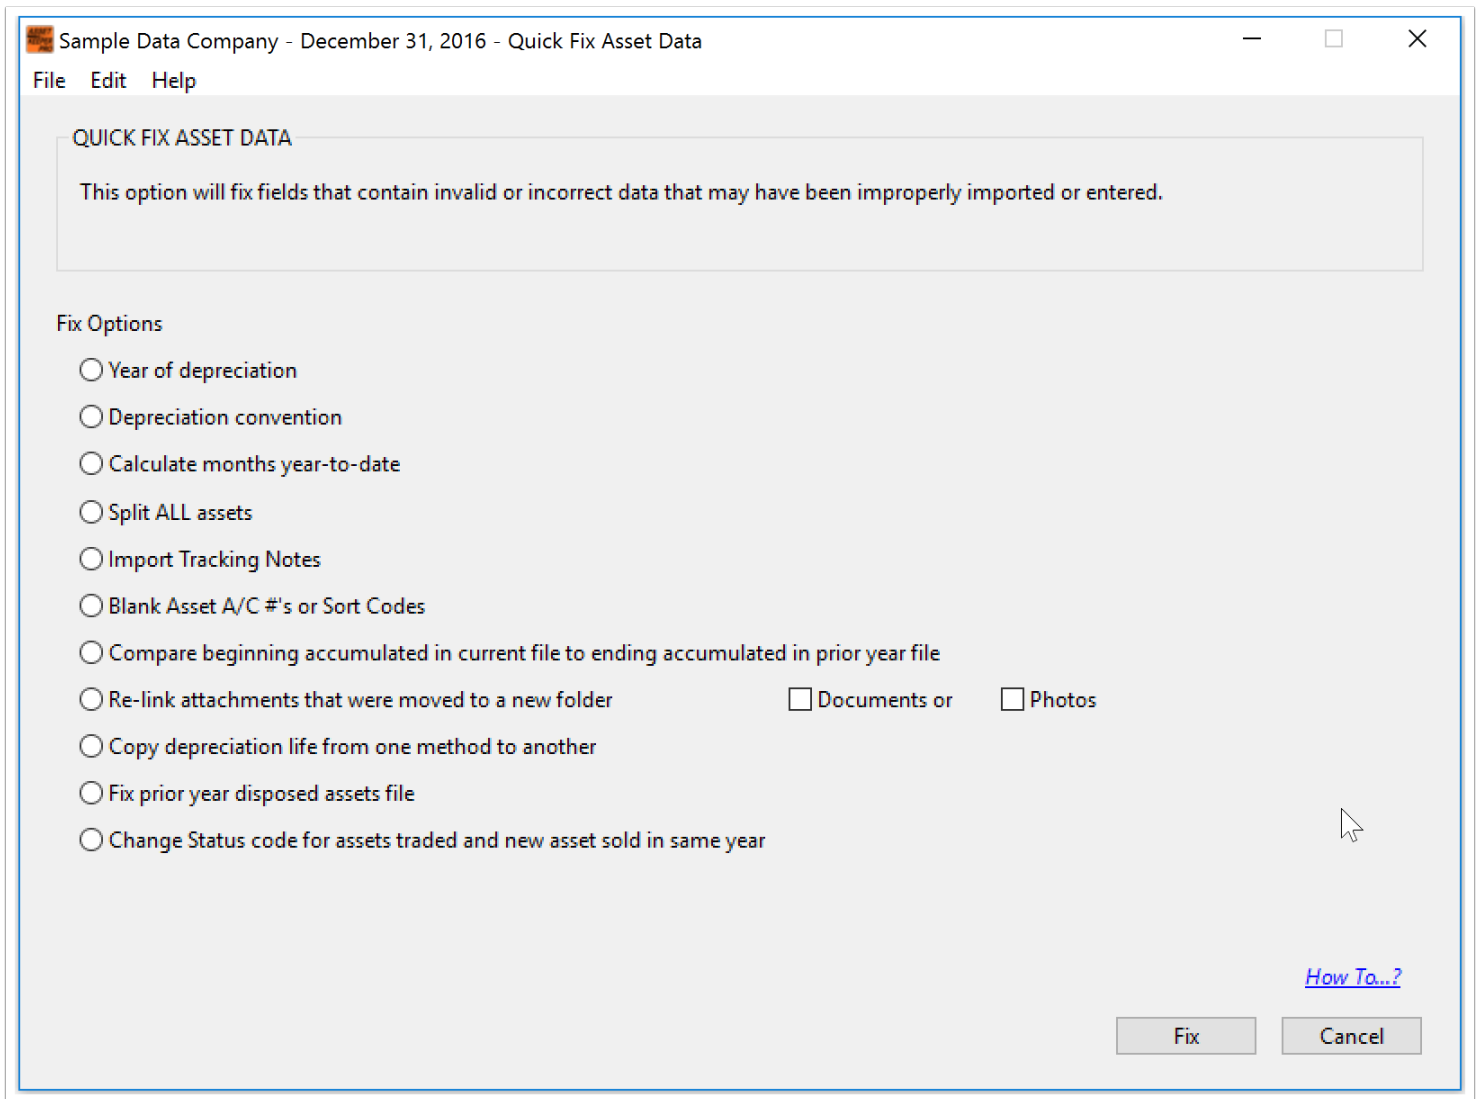 ASSET
KEEPER
PRO
Sample Data Company - December 31, 2016 - Quick Fix Asset Data
File Edit Help
QUICK FIX ASSET DATA
This option will fix fields that contain invalid or incorrect data that may have been improperly imported or entered.
Fix Options
Year of depreciation
Depreciation convention
Calculate months year-to-date
Split ALL assets
Import Tracking Notes
Blank Asset A/C #'s or Sort Codes
Compare beginning accumulated in current file to ending accumulated in prior year file
Re-link attachments that were moved to a new folder Documents or Photos
Copy depreciation life from one method to another
Fix prior year disposed assets file
Change Status code for assets traded and new asset sold in same year
How To...?
Fix Cancel